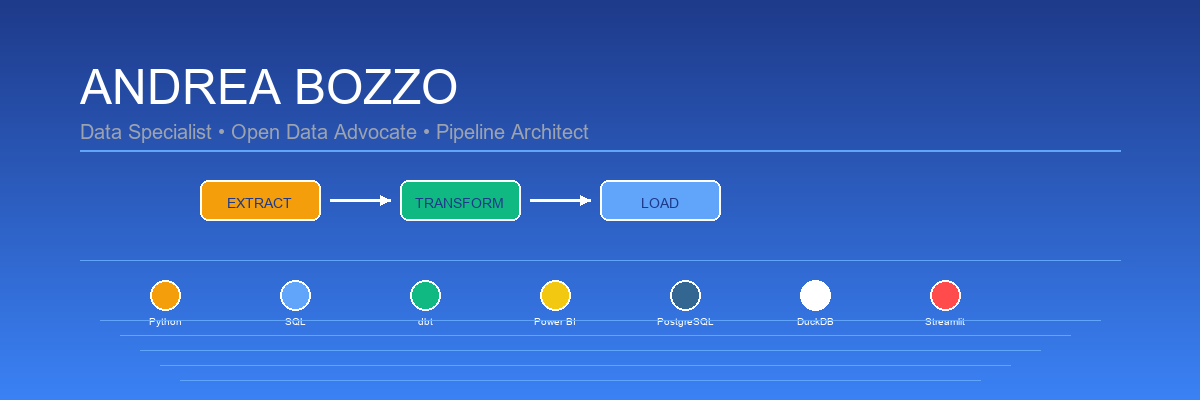 ANDREA BOZZO
Data Specialist • Open Data Advocate • Pipeline Architect
EXTRACT TRANSFORM LOAD
Python SQL dbt Power BI PostgreSQL DuckDB Streamlit